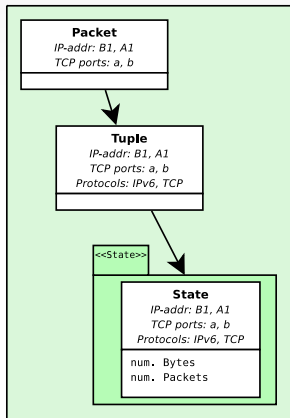 Packet
IP-addr: B1, A1
TCP ports: a, b
Tuple
IP-addr: B1, A1
TCP ports: a, b
Protocols: IPv6, TCP
<<State>>
State
IP-addr: B1, A1
TCP ports: a, b
Protocols: IPv6, TCP
num. Bytes
num. Packets